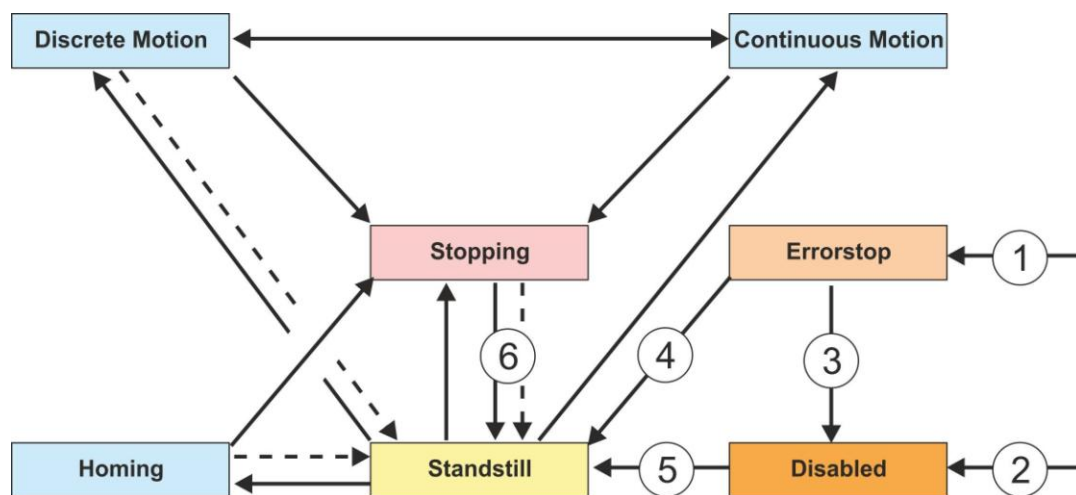 Discrete Motion
Continuous Motion
Stopping
Errorstop
1
6
4
3
Homing
Standstill
5
Disabled
2